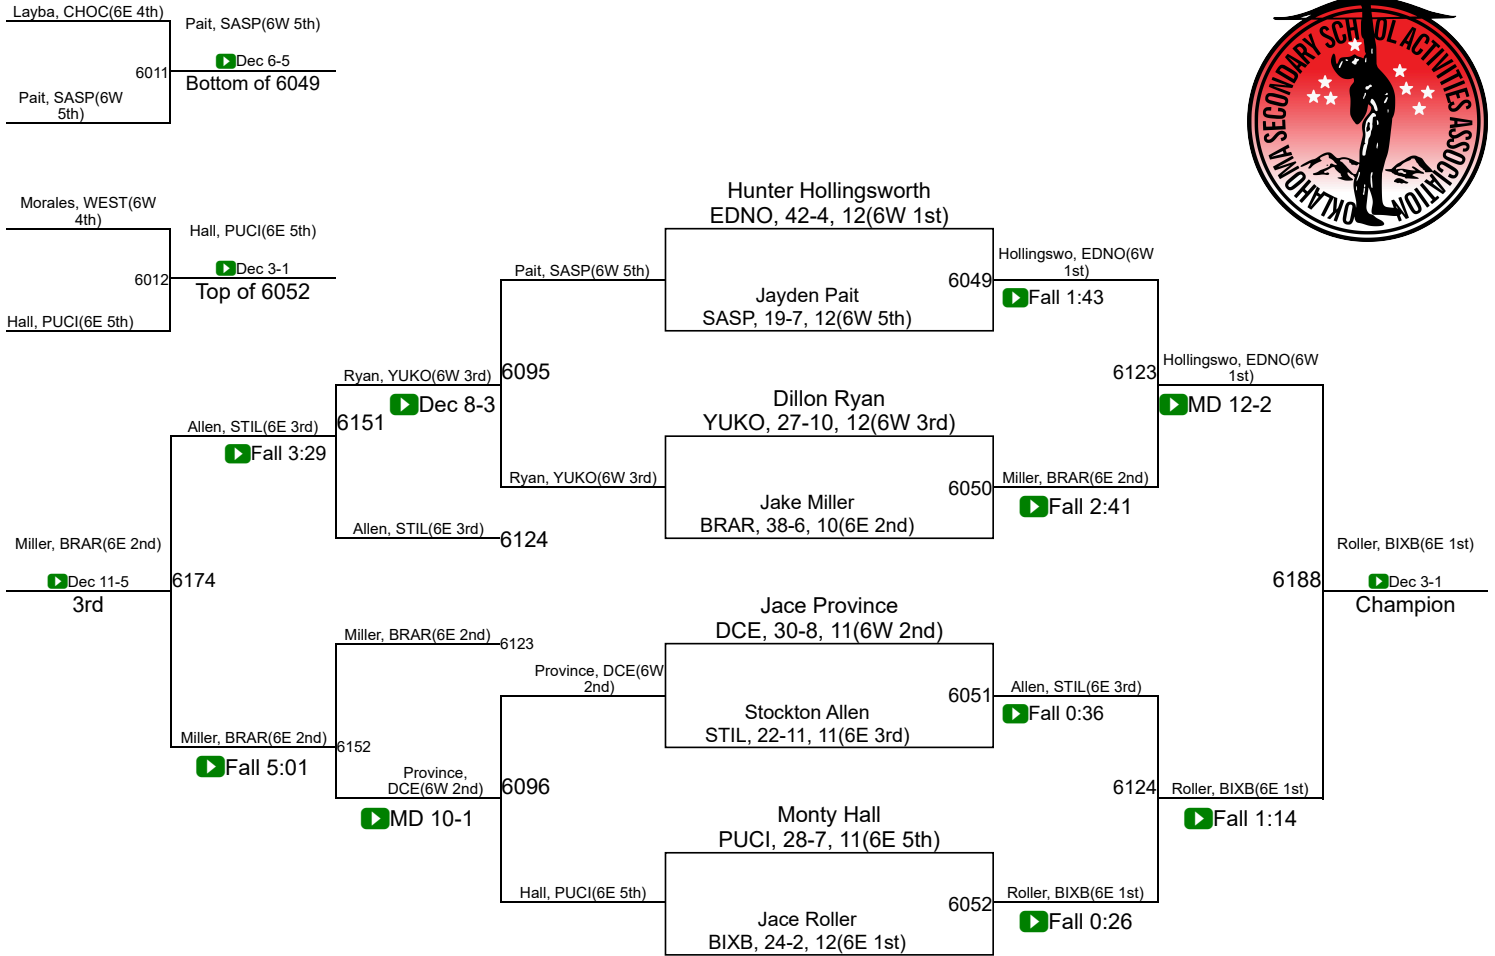 Layba, CHOC(6E 4th)
Pait, SASP(6W 5th)
Dec 6-5
6011
Bottom of 6049
Pait, SASP(6W
5th)
OKLAHOMA SECONDARY SCHOOL ACTIVITIES ASSOCIATION
Morales, WEST(6W
4th)
Hall, PUCI(6E 5th)
Dec 3-1
6012
Top of 6052
Hall, PUCI(6E 5th)
Hunter Hollingsworth
EDNO, 42-4, 12(6W 1st)
Pait, SASP(6W 5th)
6049
Hollingswo, EDNO(6W
1st)
Fall 1:43
Jayden Pait
SASP, 19-7, 12(6W 5th)
Ryan, YUKO(6W 3rd)
6095
Dec 8-3
6123
Hollingswo, EDNO(6W
1st)
MD 12-2
Dillon Ryan
YUKO, 27-10, 12(6W 3rd)
Allen, STIL(6E 3rd)
6151
Fall 3:29
Ryan, YUKO(6W 3rd)
6050
Miller, BRAR(6E 2nd)
Fall 2:41
Jake Miller
BRAR, 38-6, 10(6E 2nd)
Allen, STIL(6E 3rd)
6124
Miller, BRAR(6E 2nd)
Dec 11-5
3rd
6174
6188
Roller, BIXB(6E 1st)
Dec 3-1
Champion
Jace Province
DCE, 30-8, 11(6W 2nd)
Miller, BRAR(6E 2nd)
6123
Province, DCE(6W
2nd)
6051
Allen, STIL(6E 3rd)
Fall 0:36
Stockton Allen
STIL, 22-11, 11(6E 3rd)
Miller, BRAR(6E 2nd)
6152
Fall 5:01
Province,
DCE(6W 2nd)
6096
MD 10-1
6124
Roller, BIXB(6E 1st)
Fall 1:14
Monty Hall
PUCI, 28-7, 11(6E 5th)
Hall, PUCI(6E 5th)
6052
Roller, BIXB(6E 1st)
Fall 0:26
Jace Roller
BIXB, 24-2, 12(6E 1st)